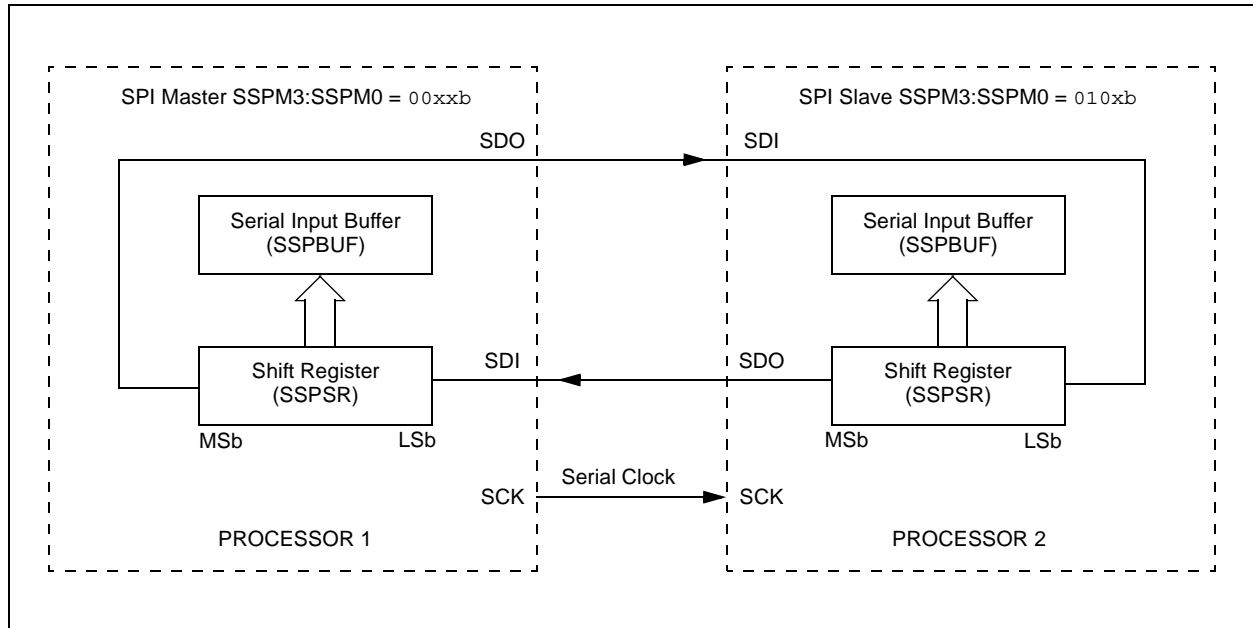 SPI Master SSPM3:SSPM0 = 00xxb
SDO
Serial Input Buffer
(SSPBUF)
Shift Register
(SSPSR)
MSb
LSb
SDI
SCK
PROCESSOR 1
Serial Clock
SPI Slave SSPM3:SSPM0 = 010xb
SDI
Serial Input Buffer
(SSPBUF)
SDO
Shift Register
(SSPSR)
MSb
LSb
SCK
PROCESSOR 2